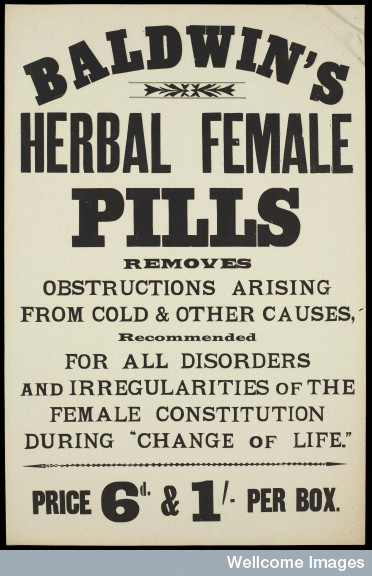 BALDWIN'S
HERBAL FEMALE
PILLS
REMOVES
OBSTRUCTIONS ARISING
FROM COLD & OTHER CAUSES,
Recommended
FOR ALL DISORDERS
AND IRREGULARITIES OF THE
FEMALE CONSTITUTION
DURING "CHANGE OF LIFE."
PRICE 6d. & 1/- PER BOX.
Wellcome Images